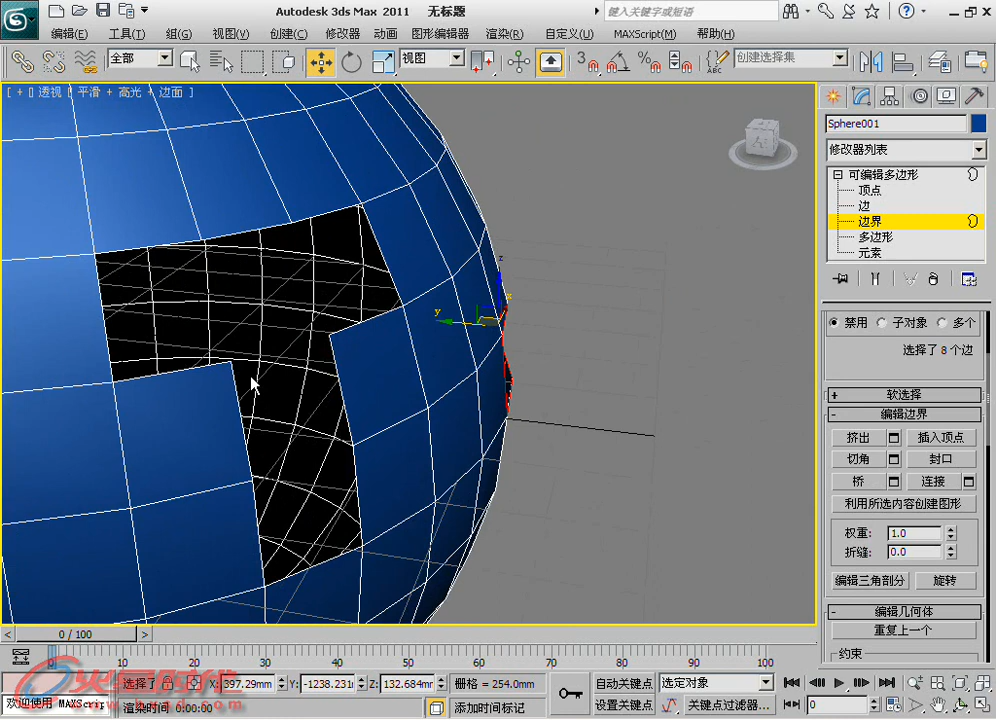 Autodesk 3ds Max 2011 无标题
键入关键字或短语
编辑(E) 工具(T) 组(G) 视图(V) 创建(C) 修改器 动画 图形编辑器 渲染(R) 自定义(U) MAXScript(M) 帮助(H)
全部 视图 3 ABC 创建选择集
[ + ] 透视 [ 平滑 + 高光 + 边面 ]
Sphere001
修改器列表
可编辑多边形
顶点
边
边界
多边形
元素
禁用 子对象 多个
选择了 8 个边
+ 软选择
- 编辑边界
挤出 插入顶点
切角 封口
桥 连接
利用所选内容创建图形
权重: 1.0
折缝: 0.0
编辑三角剖分 旋转
- 编辑几何体
重复上一个
约束
z
x
y
< 0 / 100 >
0 10 20 30 40 50 60 70 80 90 100
选择了 X: 397.29mm Y: -1238.231 Z: 132.684mm 栅格 = 254.0mm 自动关键点 选定对象
欢迎使用 MAXScrip 渲染时间 0:00:00 添加时间标记 设置关键点 关键点过滤器... 0
火星时代